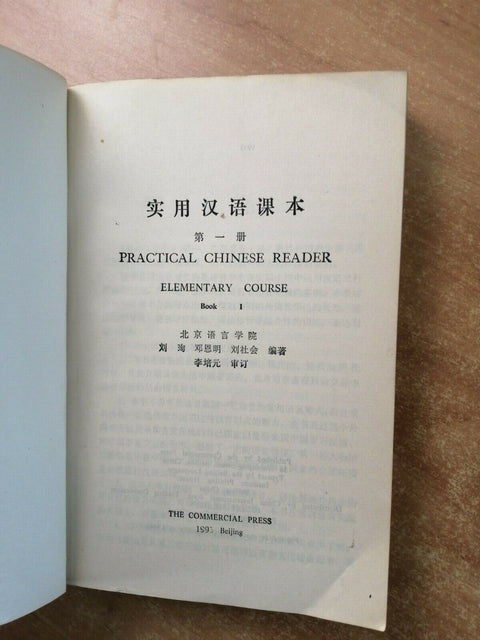 实用汉语课本
第一册
PRACTICAL CHINESE READER
ELEMENTARY COURSE
Book 1
北京语言学院
刘珣 邓恩明 刘社会 编著
李培元 审订
THE COMMERCIAL PRESS
Beijing